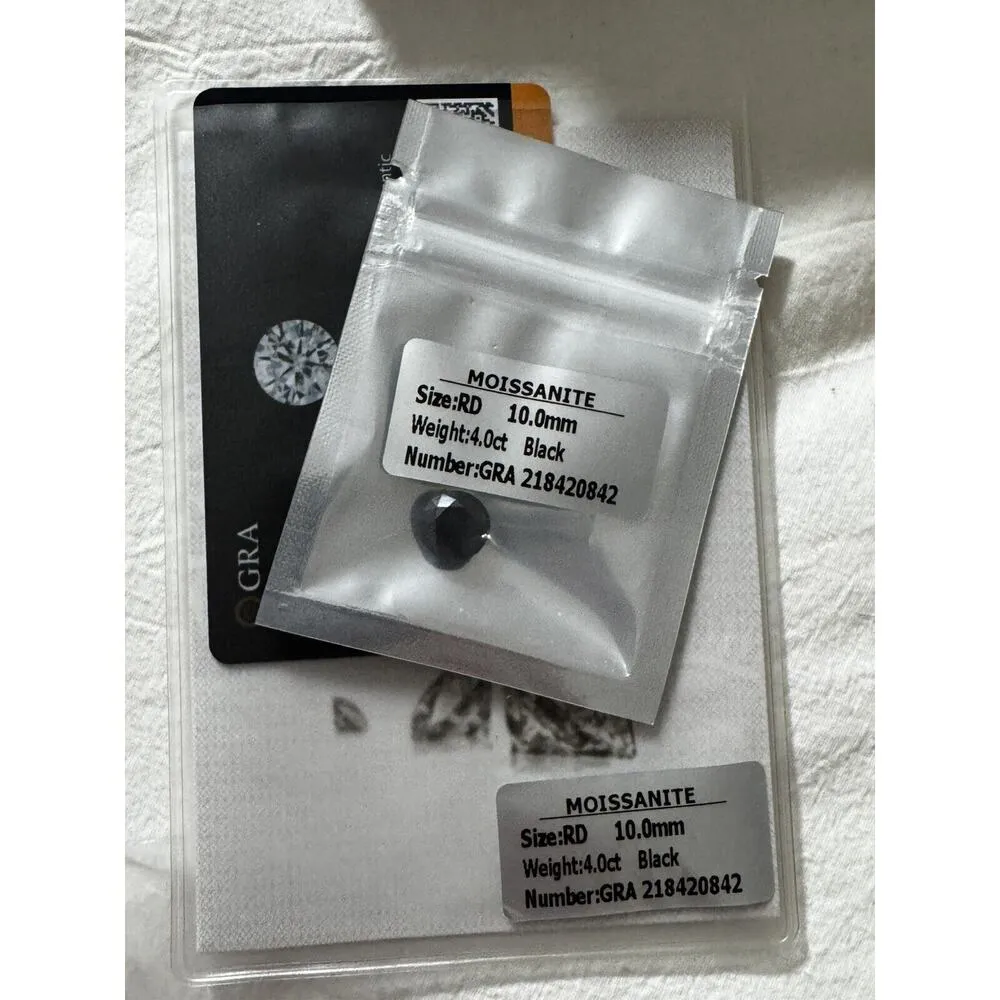 GRA
MOISSANITE
Size:RD 10.0mm
Weight:4.0ct Black
Number:GRA 218420842
MOISSANITE
Size:RD 10.0mm
Weight:4.0ct Black
Number:GRA 218420842